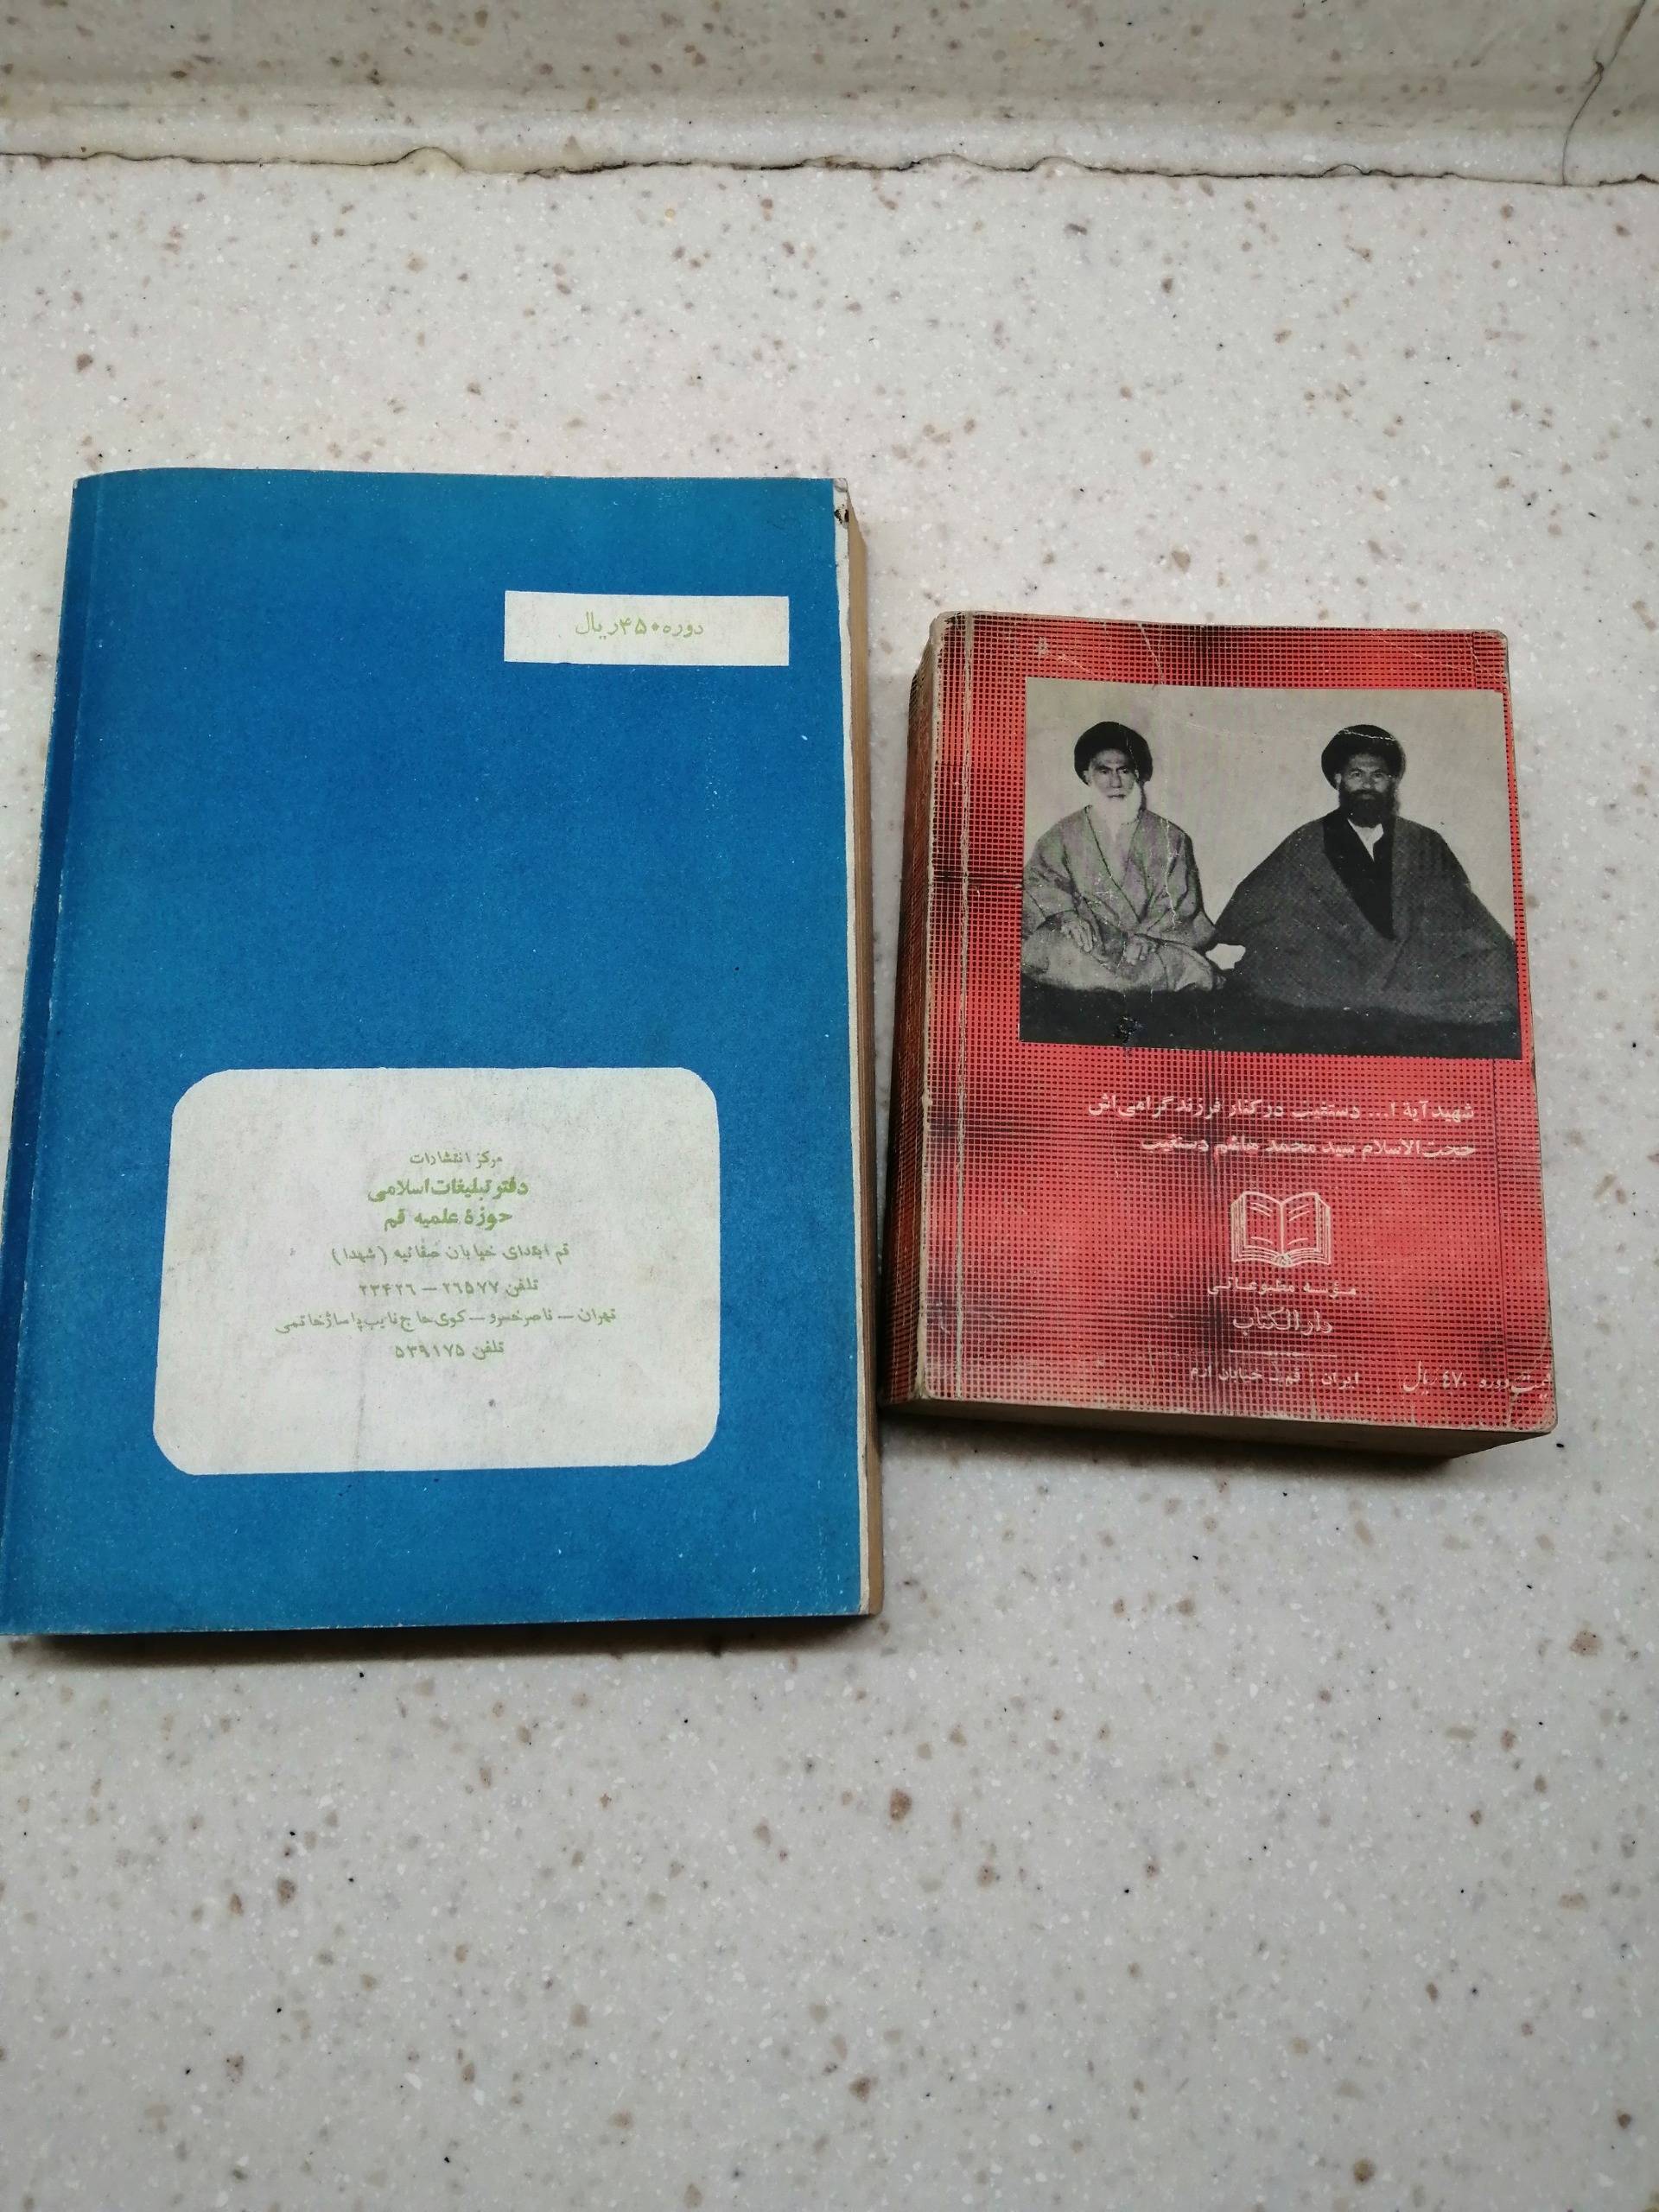 دوره ۴۵۰ ریال
مرکز انتشارات
دفتر تبلیغات اسلامی
حوزهٔ علمیه قم
قم ابتدای خیابان صفائیه (شهدا)
تلفن ۲۶۵۷۷ – ۲۳۴۲۶
تهران – ناصرخسرو – کوی حاج نایب پاساژ خاتمی
تلفن ۵۳۹۱۷۵
شهید آیة ا... دستغیب در کنار فرزند گرامی‌اش
حجت‌الاسلام سید محمد هاشم دستغیب
مؤسسه مطبوعاتی
دارالکتاب
ایران : قم – خیابان ارم
قیمت دوره ٤٧٠ ریال